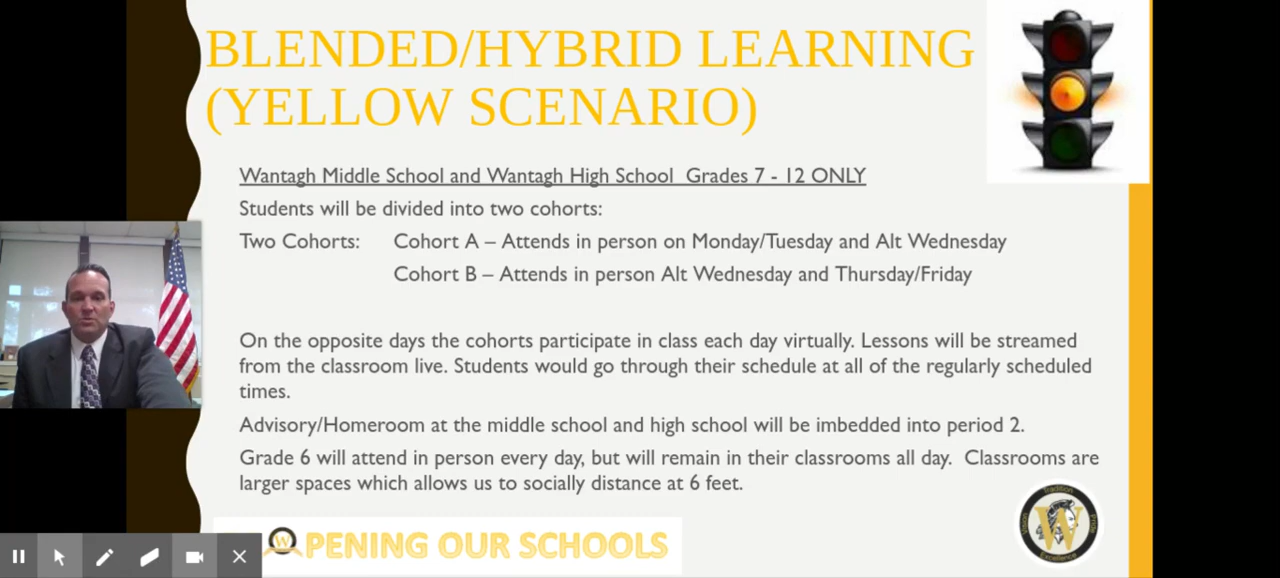 BLENDED/HYBRID LEARNING
(YELLOW SCENARIO)
Wantagh Middle School and Wantagh High School  Grades 7 - 12 ONLY
Students will be divided into two cohorts:
Two Cohorts: Cohort A – Attends in person on Monday/Tuesday and Alt Wednesday
Cohort B – Attends in person Alt Wednesday and Thursday/Friday
On the opposite days the cohorts participate in class each day virtually. Lessons will be streamed
from the classroom live. Students would go through their schedule at all of the regularly scheduled
times.
Advisory/Homeroom at the middle school and high school will be imbedded into period 2.
Grade 6 will attend in person every day, but will remain in their classrooms all day.  Classrooms are
larger spaces which allows us to socially distance at 6 feet.
W PENING OUR SCHOOLS
Tradition
Vision W Pride
Excellence